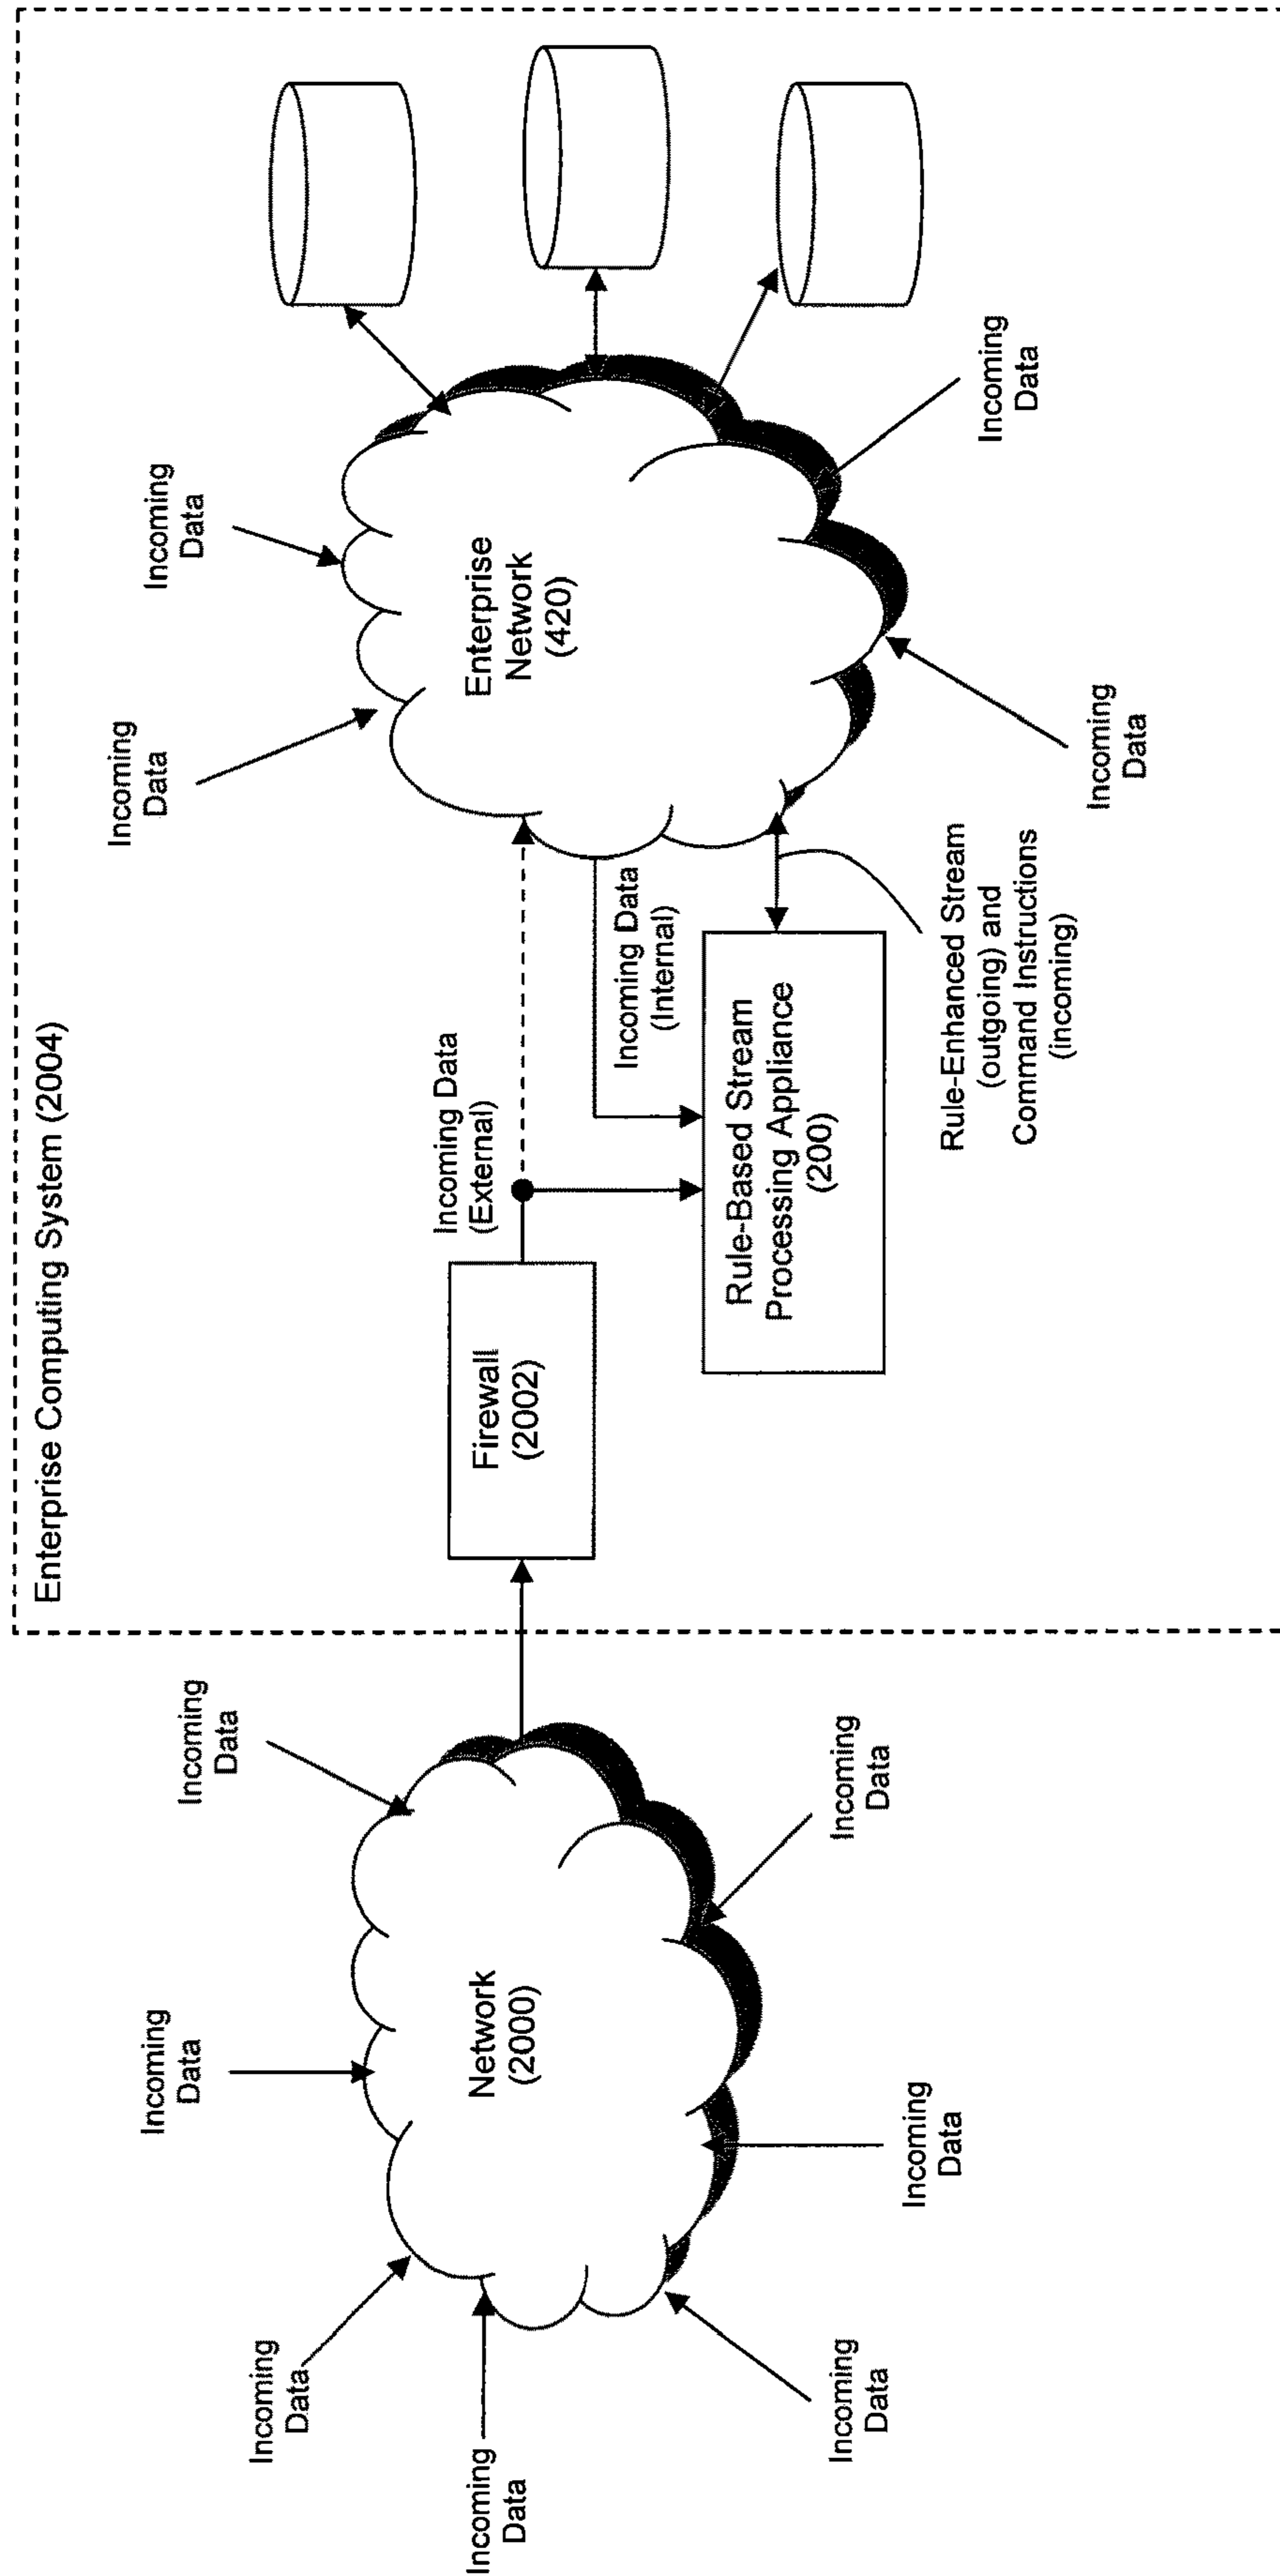 Enterprise Computing System (2004)
Incoming
Data
Incoming
Data
Incoming
Data
Incoming
Data
Incoming
Data
Incoming
Data
Incoming
Data
Network
(2000)
Firewall
(2002)
Incoming Data
(External)
Incoming Data
(Internal)
Rule-Based Stream
Processing Appliance
(200)
Rule-Enhanced Stream
(outgoing) and
Command Instructions
(incoming)
Incoming
Data
Incoming
Data
Enterprise
Network
(420)
Incoming
Data
Incoming
Data